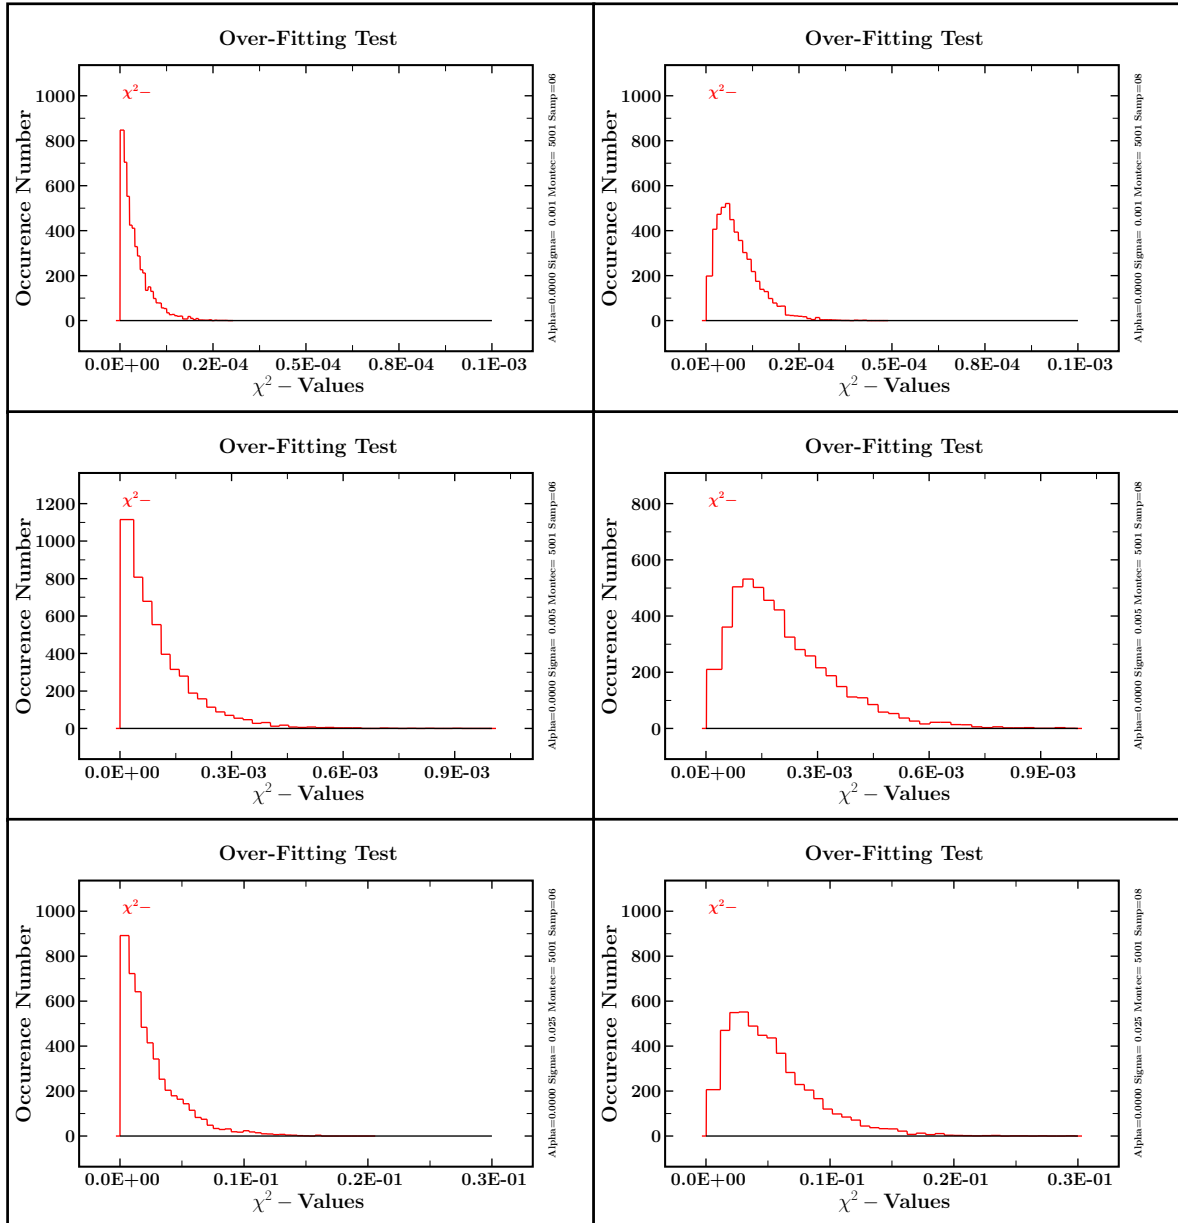 Over-Fitting Test
χ²−
1000
800
600
400
200
0
Occurence Number
0.0E+00 0.2E-04 0.5E-04 0.8E-04 0.1E-03
χ² − Values
Alpha=0.0000 Sigma= 0.001 Montec= 5001 Samp=06
Over-Fitting Test
χ²−
1000
800
600
400
200
0
Occurence Number
0.0E+00 0.2E-04 0.5E-04 0.8E-04 0.1E-03
χ² − Values
Alpha=0.0000 Sigma= 0.001 Montec= 5001 Samp=08
Over-Fitting Test
χ²−
1200
1000
800
600
400
200
0
Occurence Number
0.0E+00 0.3E-03 0.6E-03 0.9E-03
χ² − Values
Alpha=0.0000 Sigma= 0.005 Montec= 5001 Samp=06
Over-Fitting Test
χ²−
800
600
400
200
0
Occurence Number
0.0E+00 0.3E-03 0.6E-03 0.9E-03
χ² − Values
Alpha=0.0000 Sigma= 0.005 Montec= 5001 Samp=08
Over-Fitting Test
χ²−
1000
800
600
400
200
0
Occurence Number
0.0E+00 0.1E-01 0.2E-01 0.3E-01
χ² − Values
Alpha=0.0000 Sigma= 0.025 Montec= 5001 Samp=06
Over-Fitting Test
χ²−
1000
800
600
400
200
0
Occurence Number
0.0E+00 0.1E-01 0.2E-01 0.3E-01
χ² − Values
Alpha=0.0000 Sigma= 0.025 Montec= 5001 Samp=08